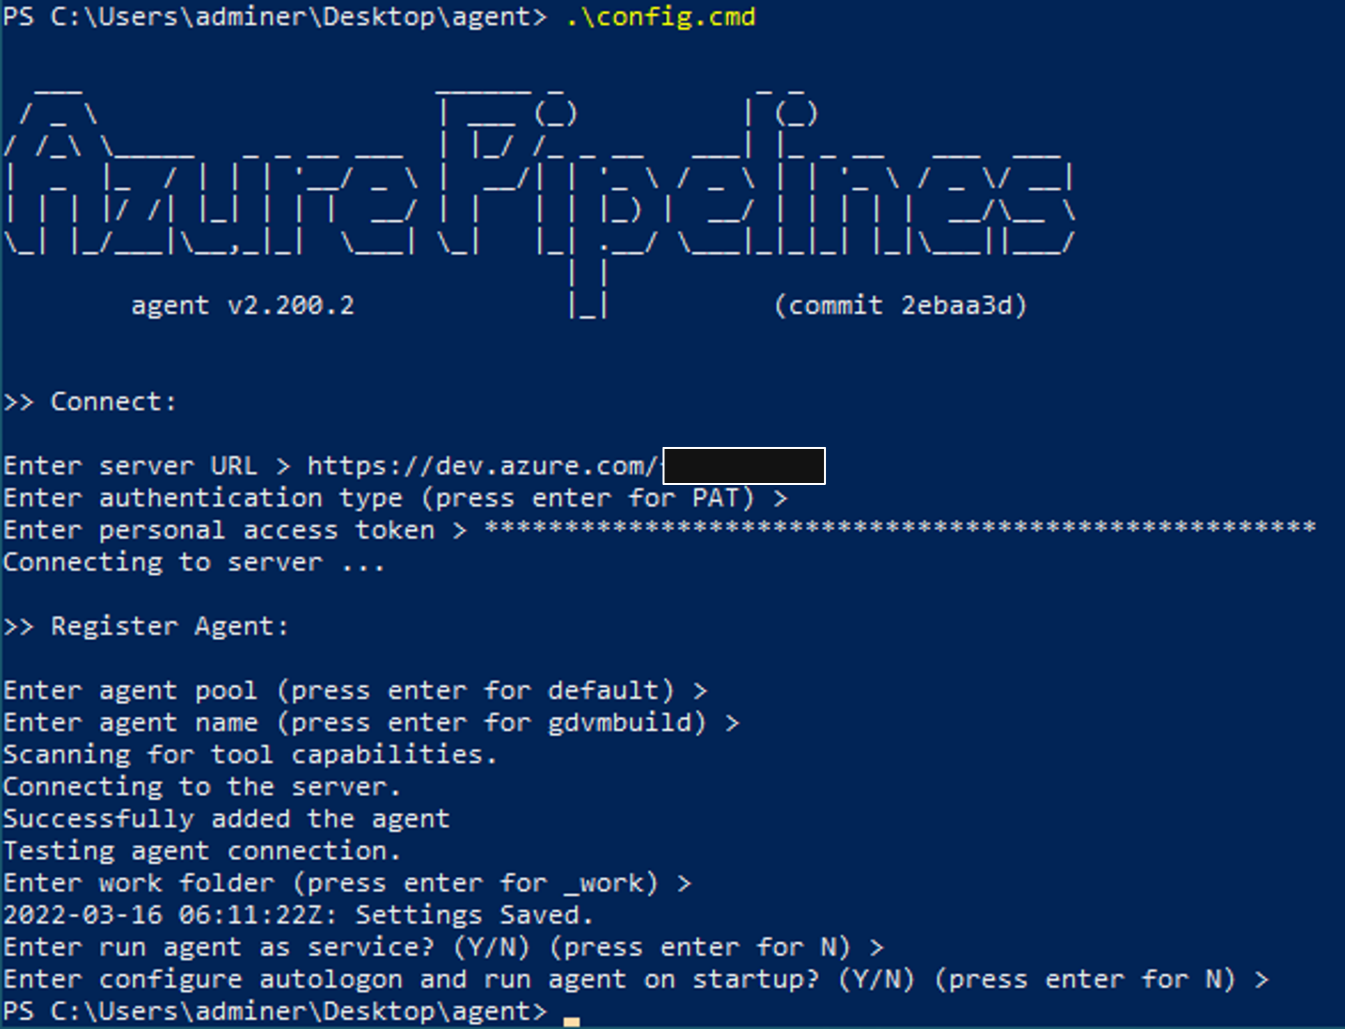 PS C:\Users\adminer\Desktop\agent> .\config.cmd
Azure Pipelines
agent v2.200.2 (commit 2ebaa3d)
>> Connect:
Enter server URL > https://dev.azure.com/
Enter authentication type (press enter for PAT) >
Enter personal access token > ****************************************************
Connecting to server ...
>> Register Agent:
Enter agent pool (press enter for default) >
Enter agent name (press enter for gdvmbuild) >
Scanning for tool capabilities.
Connecting to the server.
Successfully added the agent
Testing agent connection.
Enter work folder (press enter for _work) >
2022-03-16 06:11:22Z: Settings Saved.
Enter run agent as service? (Y/N) (press enter for N) >
Enter configure autologon and run agent on startup? (Y/N) (press enter for N) >
PS C:\Users\adminer\Desktop\agent>